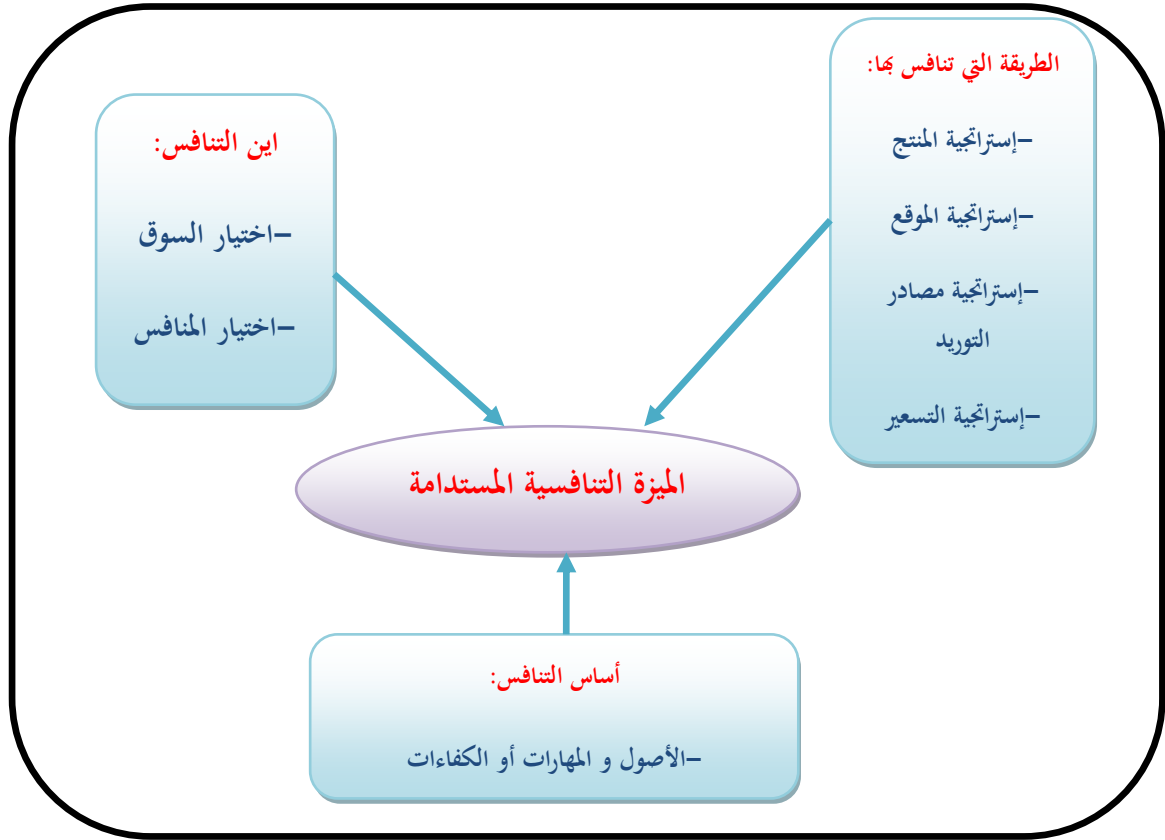 الطريقة التي تنافس بها:
–إستراتجية المنتج
–إستراتجية الموقع
–إستراتجية مصادر
التوريد
–إستراتجية التسعير
اين التنافس:
–اختيار السوق
–اختيار المنافس
الميزة التنافسية المستدامة
أساس التنافس:
–الأصول و المهارات أو الكفاءات